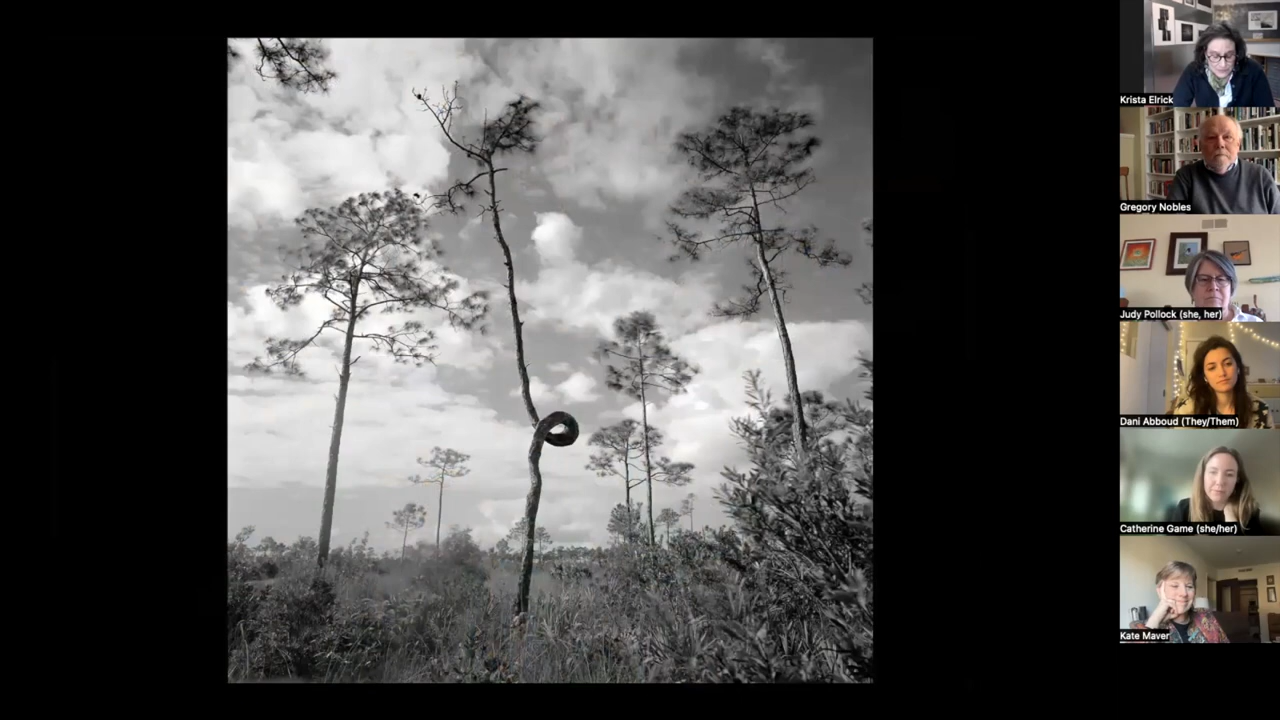 Krista Elrick
Gregory Nobles
Judy Pollock (she, her)
Dani Abboud (They/Them)
Catherine Game (she/her)
Kate Maver